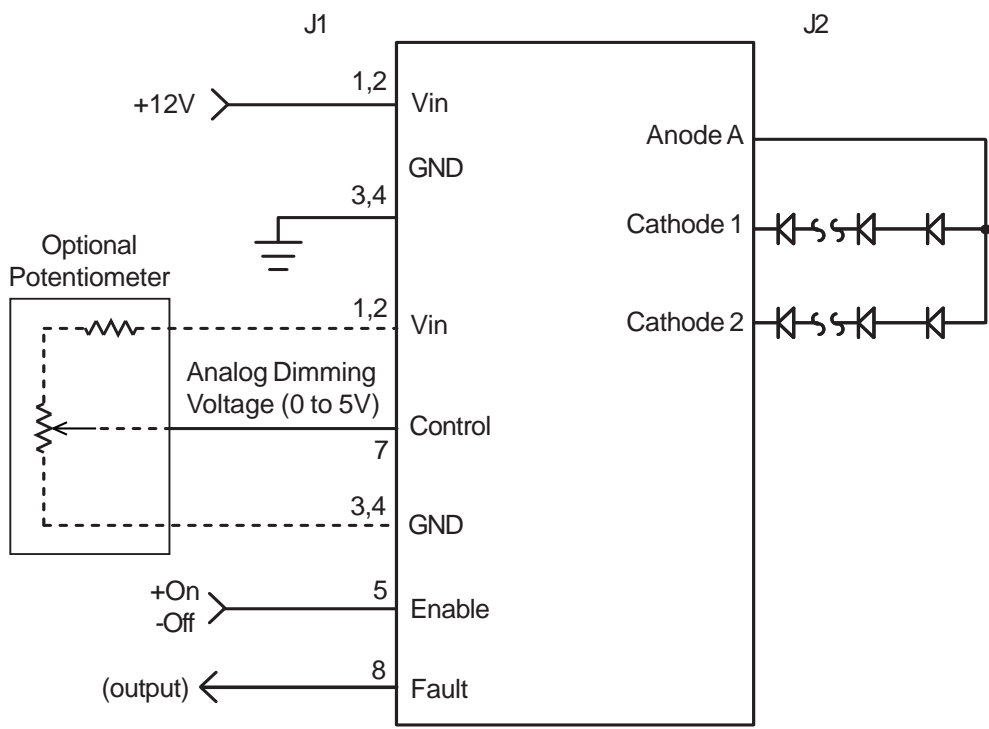 J1
J2
1,2
+12V
Vin
Anode A
GND
3,4
Cathode 1
Optional
Potentiometer
1,2
Vin
Cathode 2
Analog Dimming
Voltage (0 to 5V)
Control
7
3,4
GND
+On
-Off
5
Enable
8
(output)
Fault